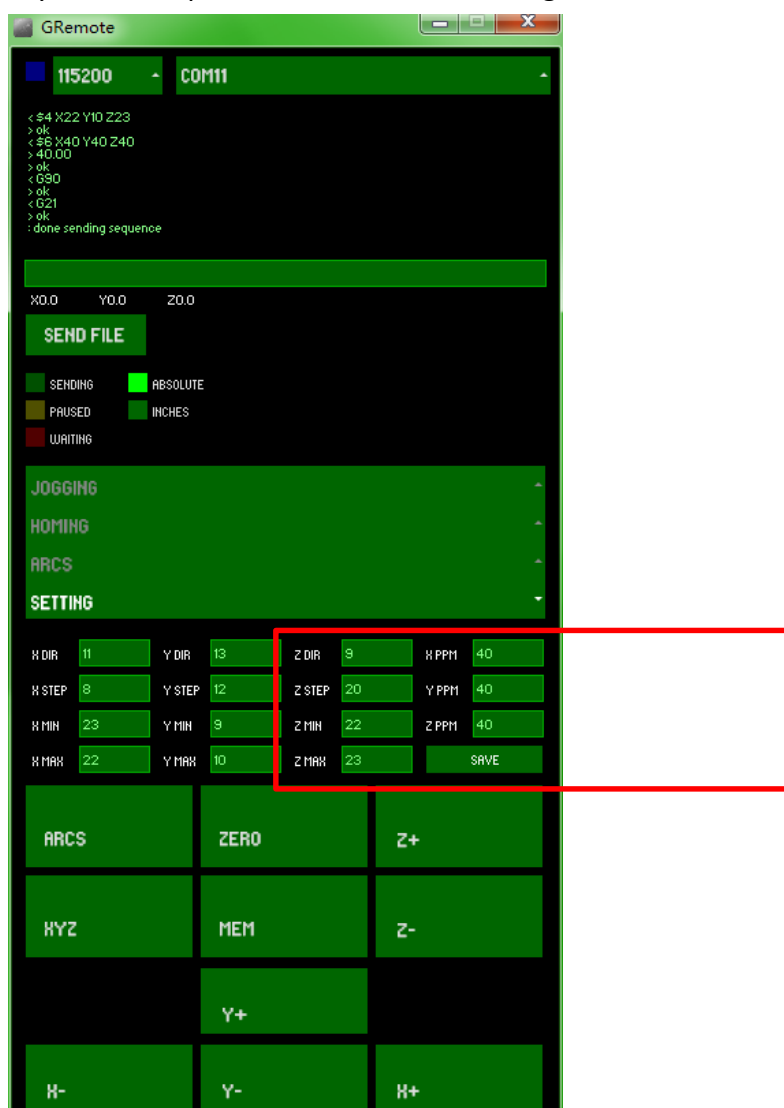 GRemote
115200 COM11
< $4 X22 Y10 Z23
> ok
< $6 X40 Y40 Z40
> 40.00
> ok
< G90
> ok
< G21
> ok
: done sending sequence
X0.0 Y0.0 Z0.0
SEND FILE
SENDING ABSOLUTE
PAUSED INCHES
WAITING
JOGGING
HOMING
ARCS
SETTING
X DIR 11 Y DIR 13 Z DIR 9 X PPM 40
X STEP 8 Y STEP 12 Z STEP 20 Y PPM 40
X MIN 23 Y MIN 9 Z MIN 22 Z PPM 40
X MAX 22 Y MAX 10 Z MAX 23 SAVE
ARCS ZERO Z+
XYZ MEM Z-
Y+
X- Y- X+